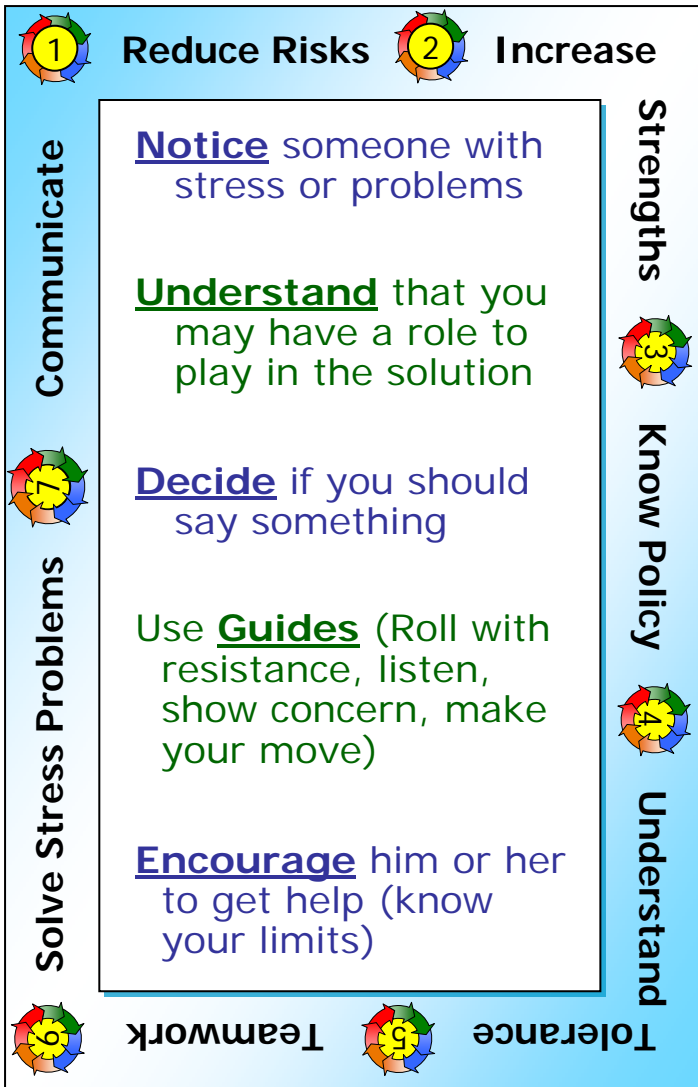 1 Reduce Risks 2 Increase
Strengths
3
Know Policy
4
Understand
Tolerance
5
Teamwork
6
Solve Stress Problems
7
Communicate
Notice someone with
stress or problems
Understand that you
may have a role to
play in the solution
Decide if you should
say something
Use Guides (Roll with
resistance, listen,
show concern, make
your move)
Encourage him or her
to get help (know
your limits)